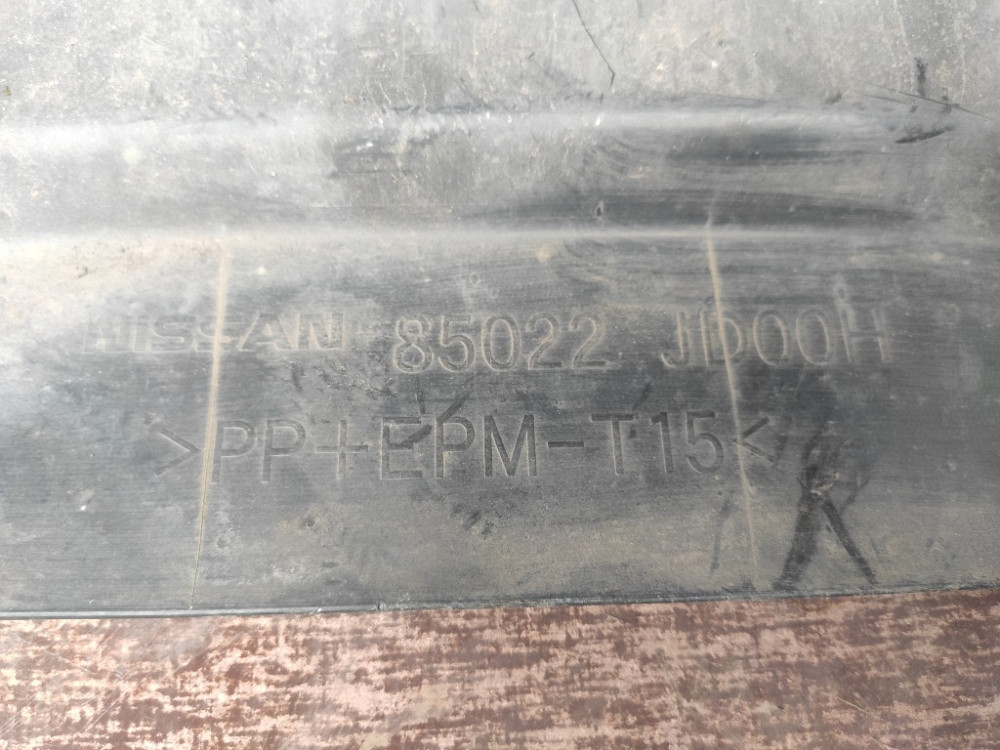 NISSAN 85022 JD00H
>PP+EPM-T15<
R